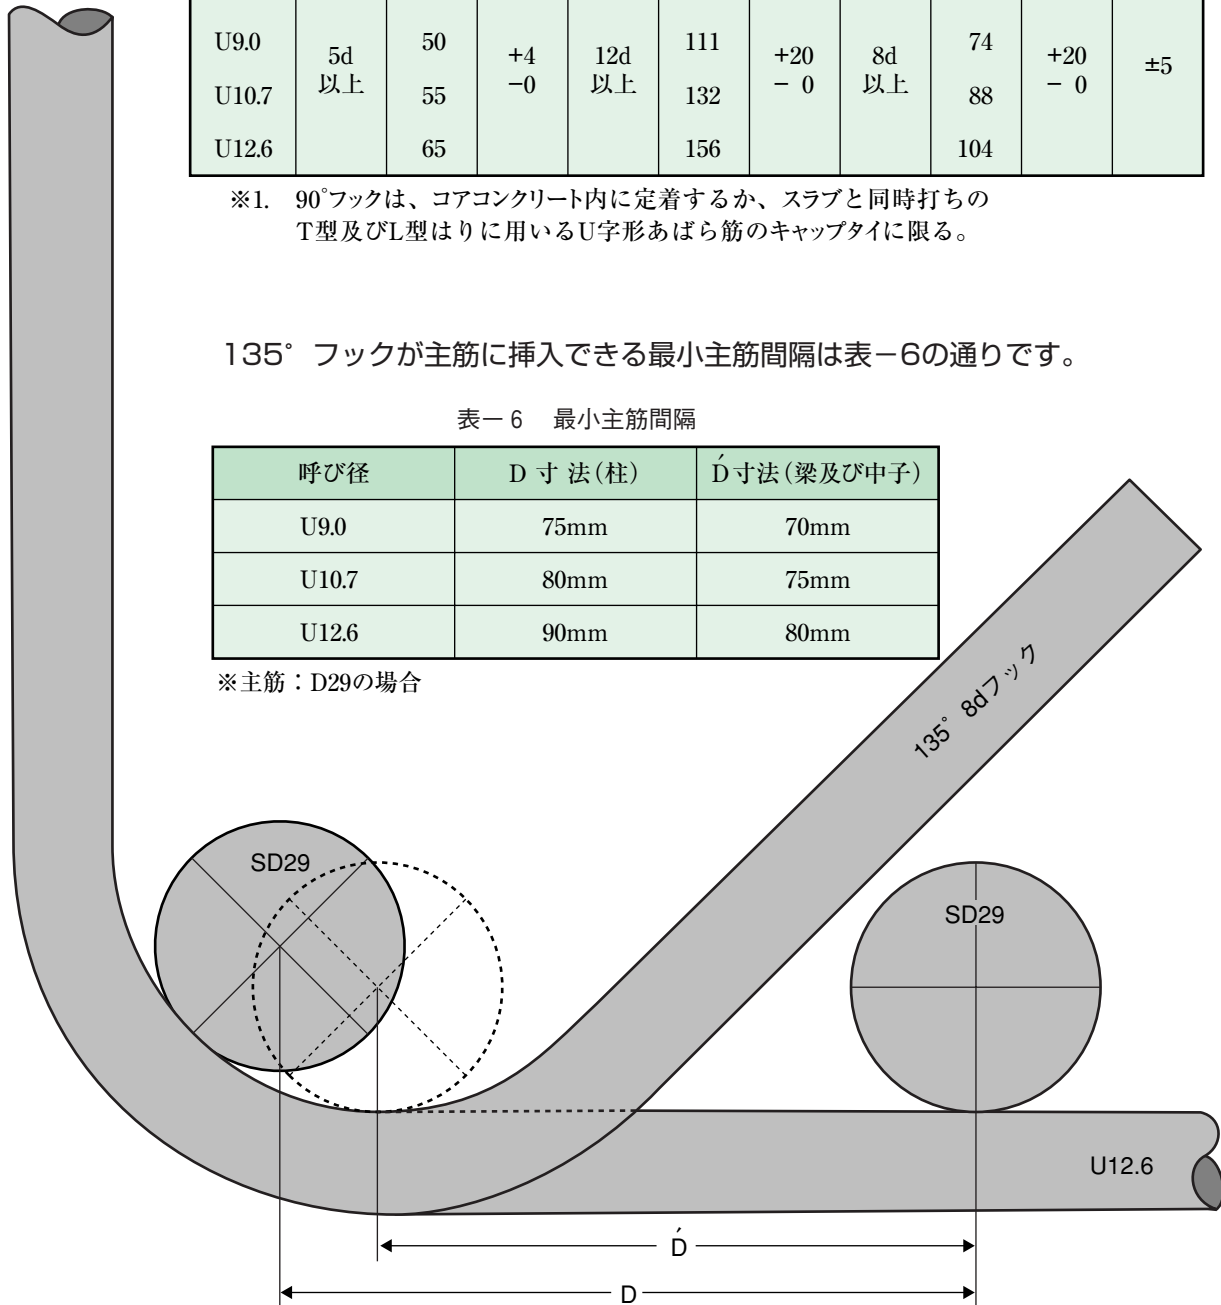 U9.0 5d以上 50 +4 −0 12d以上 111 +20 − 0 8d以上 74 +20 − 0 ±5
U10.7 55 132 88
U12.6 65 156 104
※1. 90°フックは、コアコンクリート内に定着するか、スラブと同時打ちの
T型及びL型はりに用いるU字形あばら筋のキャップタイに限る。
135°フックが主筋に挿入できる最小主筋間隔は表−6の通りです。
表−6 最小主筋間隔
呼び径 D寸法(柱) D́寸法(梁及び中子)
U9.0 75mm 70mm
U10.7 80mm 75mm
U12.6 90mm 80mm
※主筋：D29の場合
135° 8dフック
SD29
SD29
U12.6
D́
D